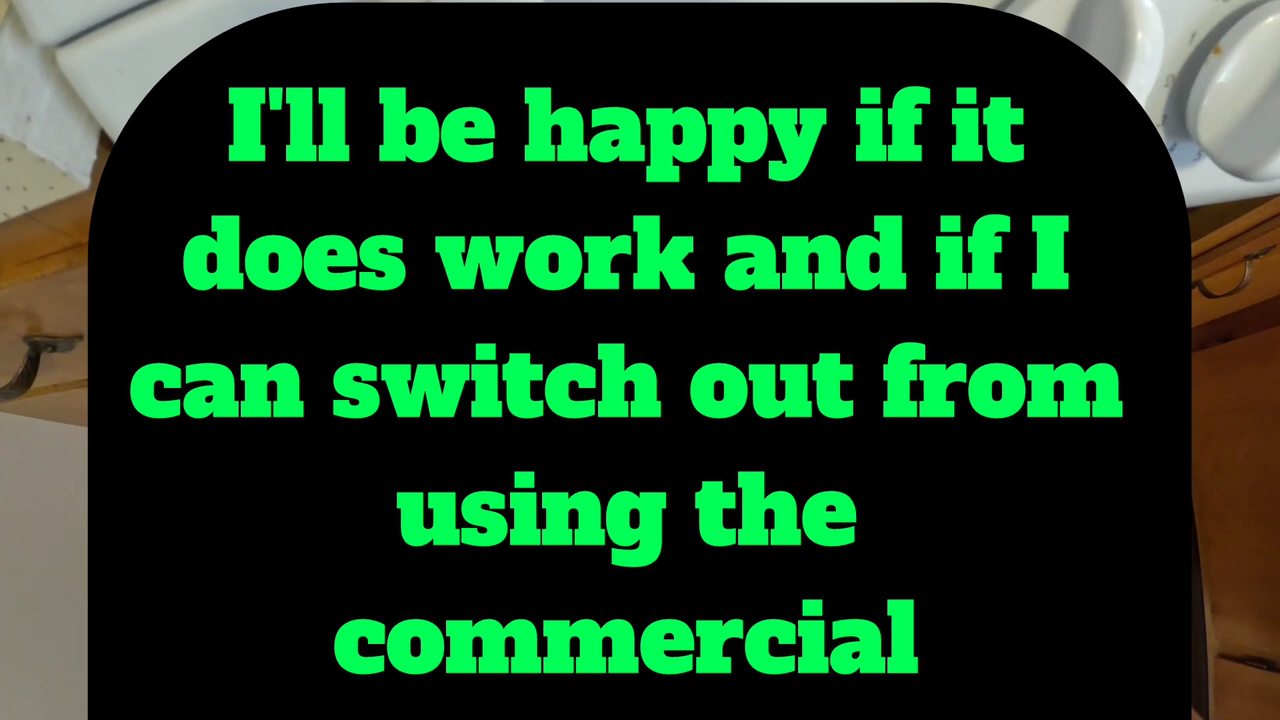 I'll be happy if it
does work and if I
can switch out from
using the
commercial